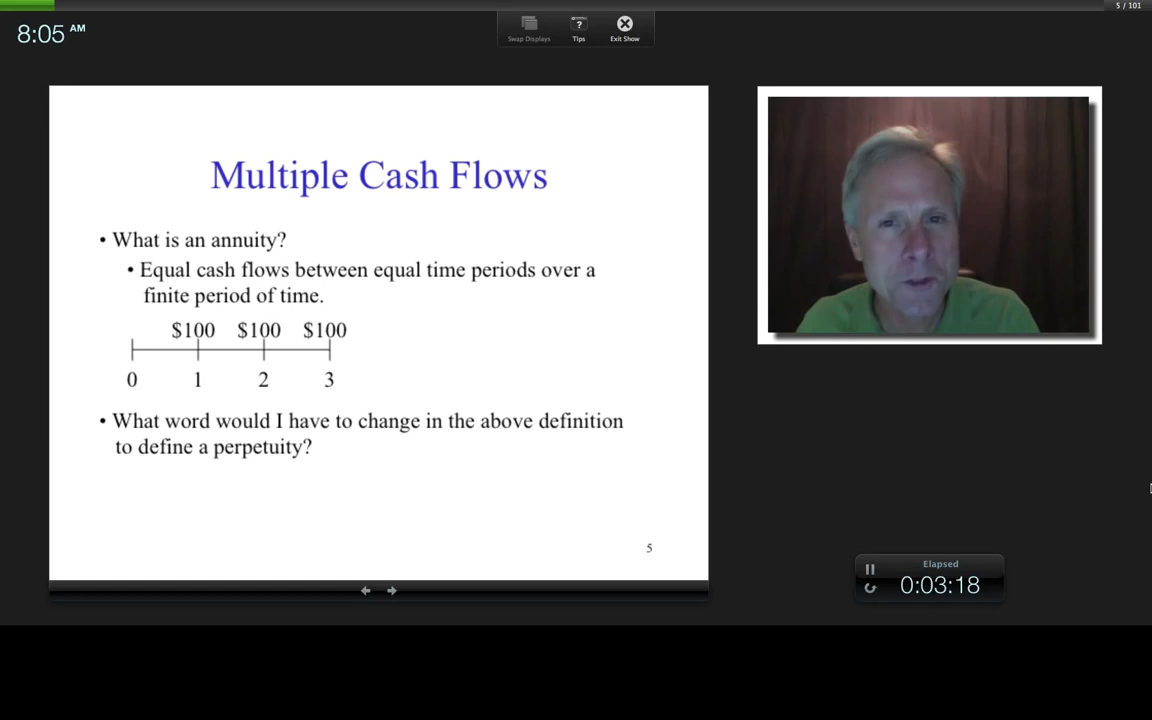 5 / 101
8:05 AM
Swap Displays
?
Tips
Exit Show
Multiple Cash Flows
• What is an annuity?
• Equal cash flows between equal time periods over a
finite period of time.
$100 $100 $100
0 1 2 3
• What word would I have to change in the above definition
to define a perpetuity?
5
Elapsed
0:03:18